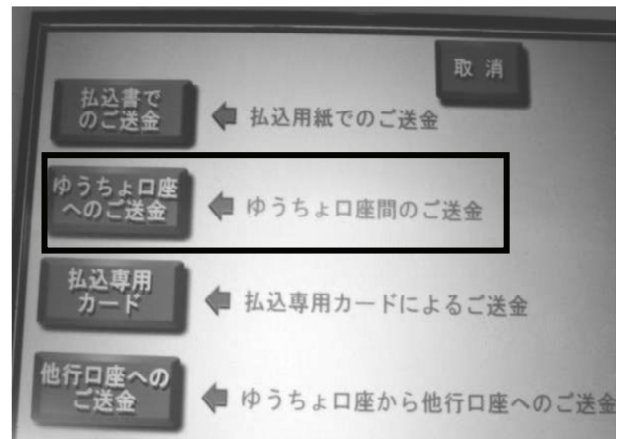 取 消
払込書で
のご送金
払込用紙でのご送金
ゆうちょ口座
へのご送金
ゆうちょ口座間のご送金
払込専用
カード
払込専用カードによるご送金
他行口座への
ご送金
ゆうちょ口座から他行口座へのご送金